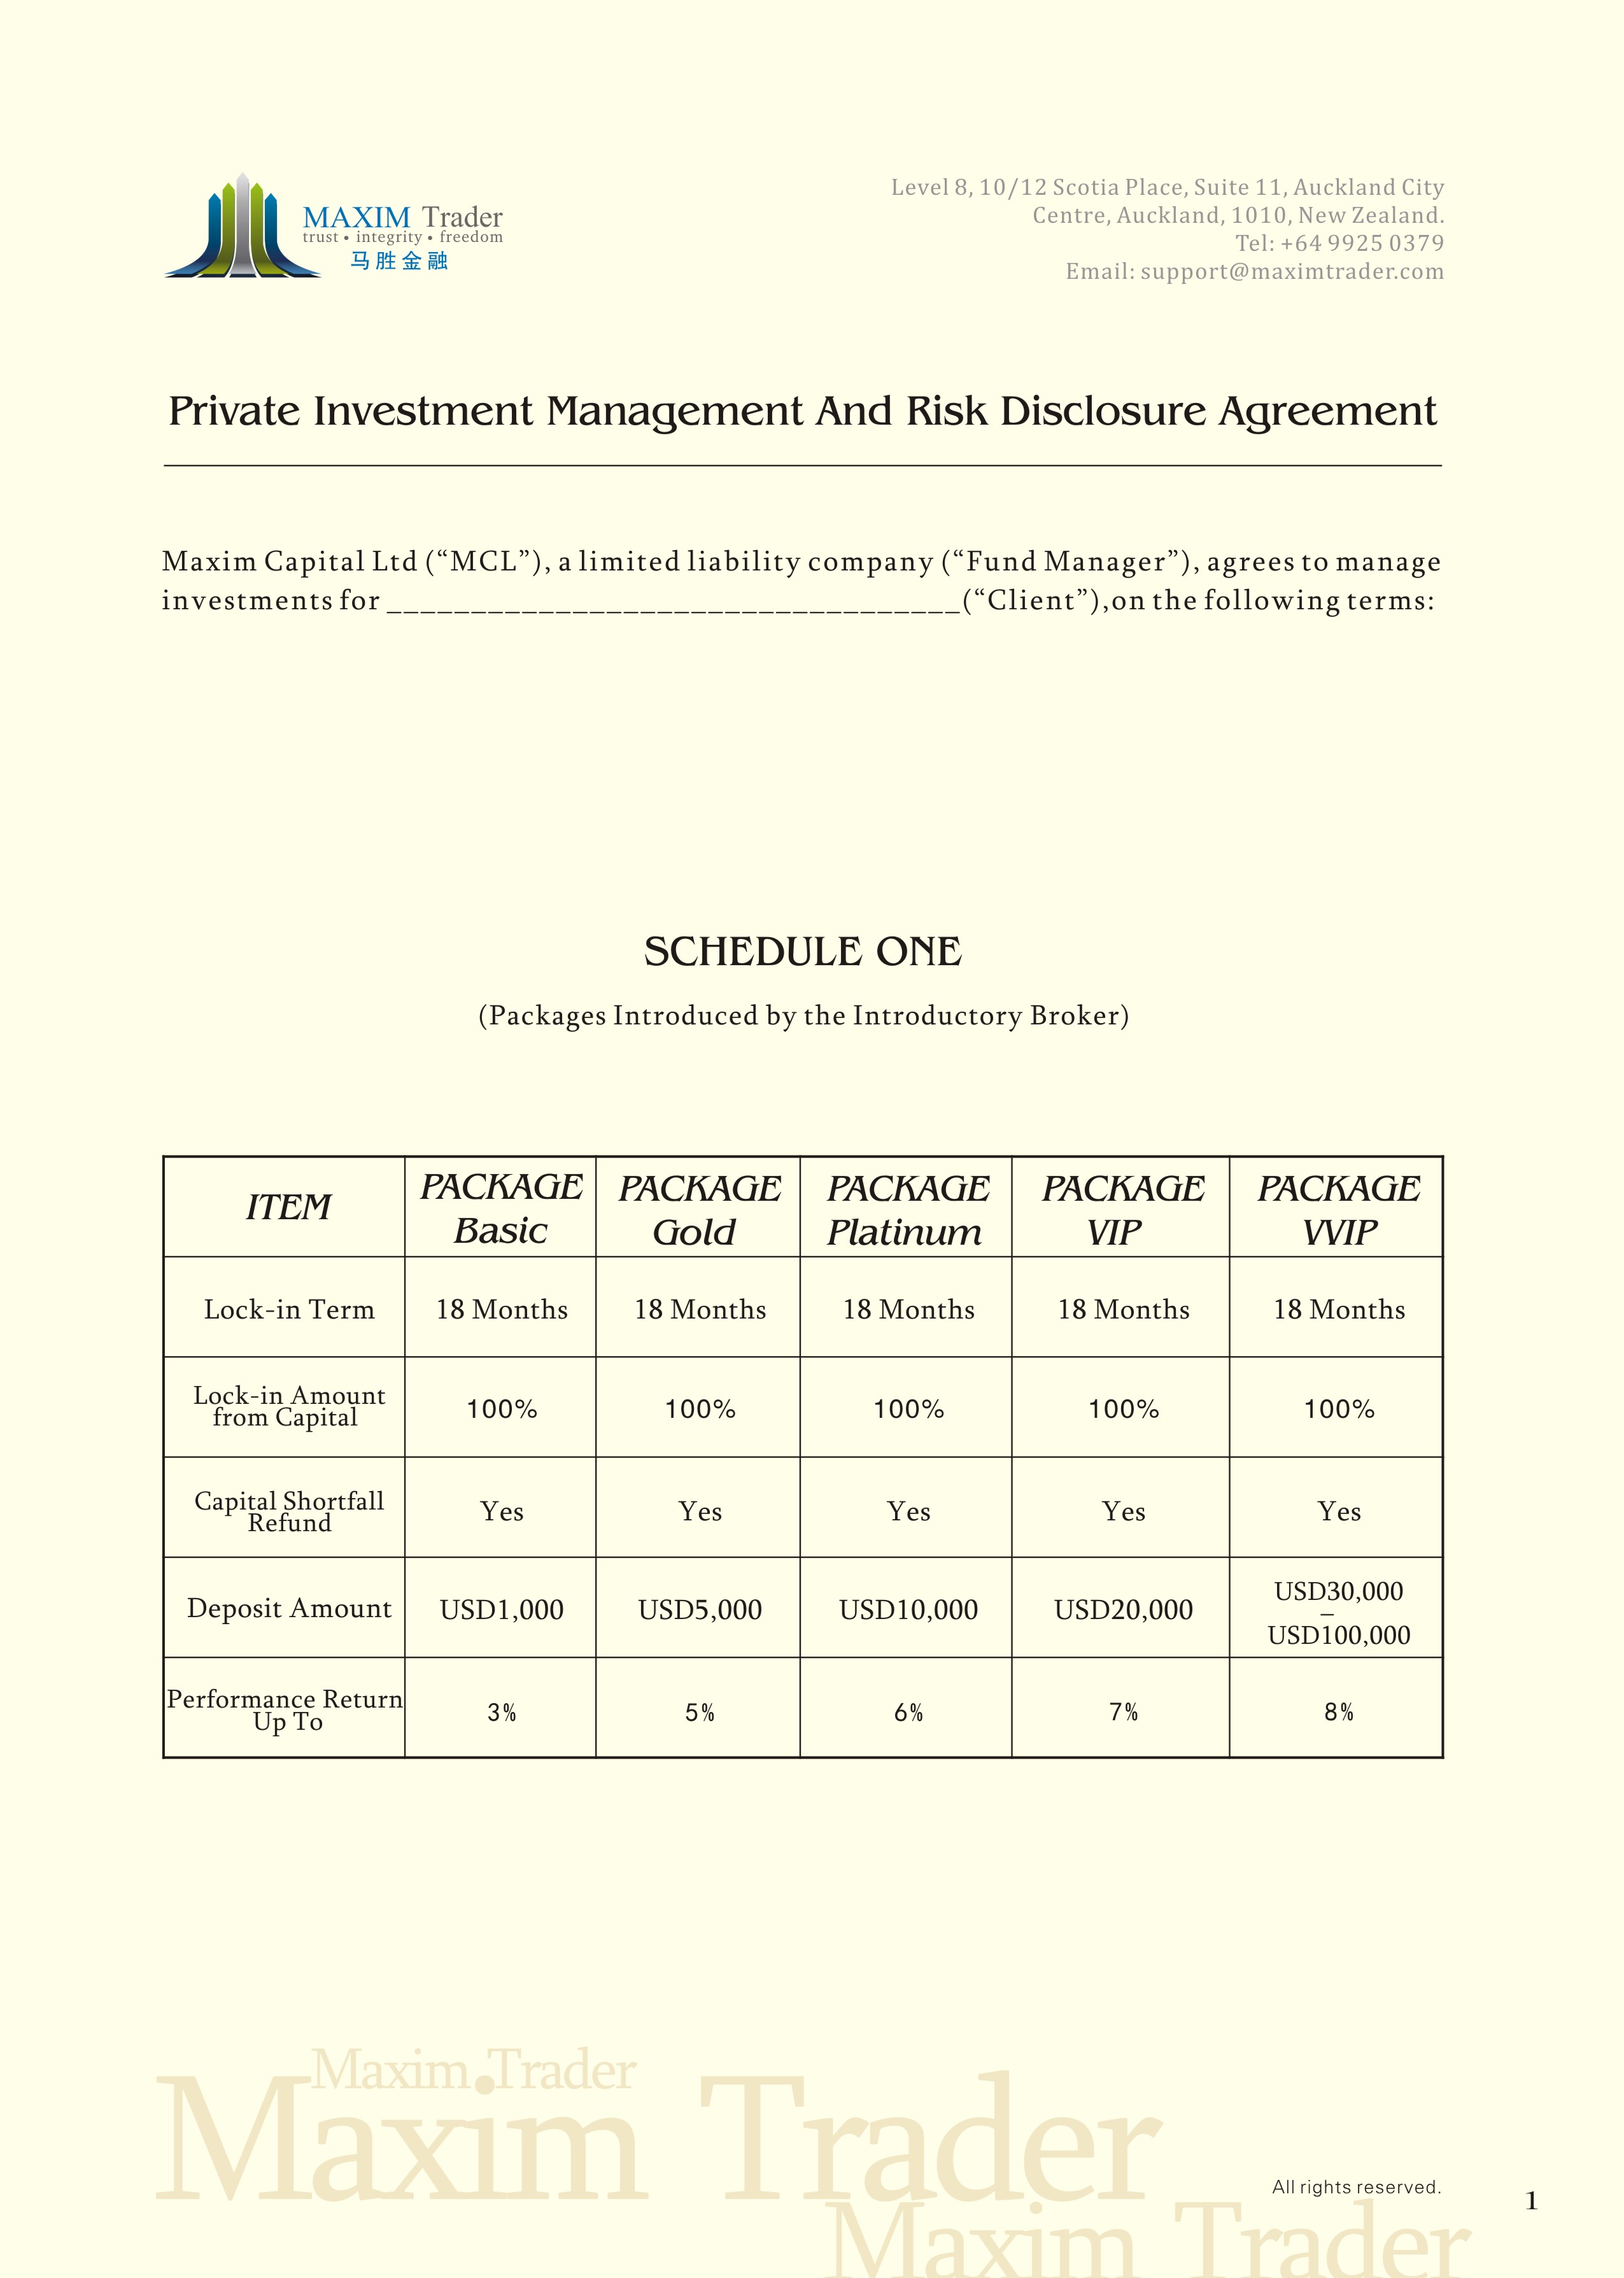 MAXIM Trader
trust • integrity • freedom
马胜金融
Level 8, 10/12 Scotia Place, Suite 11, Auckland City
Centre, Auckland, 1010, New Zealand.
Tel: +64 9925 0379
Email: support@maximtrader.com
Private Investment Management And Risk Disclosure Agreement
Maxim Capital Ltd (“MCL”), a limited liability company (“Fund Manager”), agrees to manage
investments for __________________________________(“Client”),on the following terms:
SCHEDULE ONE
(Packages Introduced by the Introductory Broker)
ITEM
PACKAGE
Basic
PACKAGE
Gold
PACKAGE
Platinum
PACKAGE
VIP
PACKAGE
VVIP
Lock-in Term
18 Months
18 Months
18 Months
18 Months
18 Months
Lock-in Amount
from Capital
100%
100%
100%
100%
100%
Capital Shortfall
Refund
Yes
Yes
Yes
Yes
Yes
Deposit Amount
USD1,000
USD5,000
USD10,000
USD20,000
USD30,000
–
USD100,000
Performance Return
Up To
3%
5%
6%
7%
8%
Maxim Trader
Maxim Trader
All rights reserved.
1
Maxim Trader